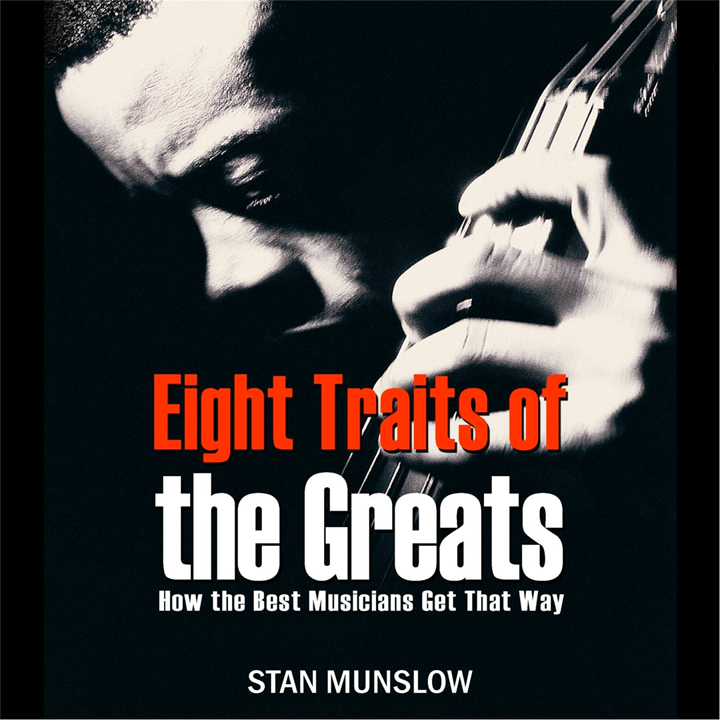 Eight Traits of
the Greats
How the Best Musicians Get That Way
STAN MUNSLOW